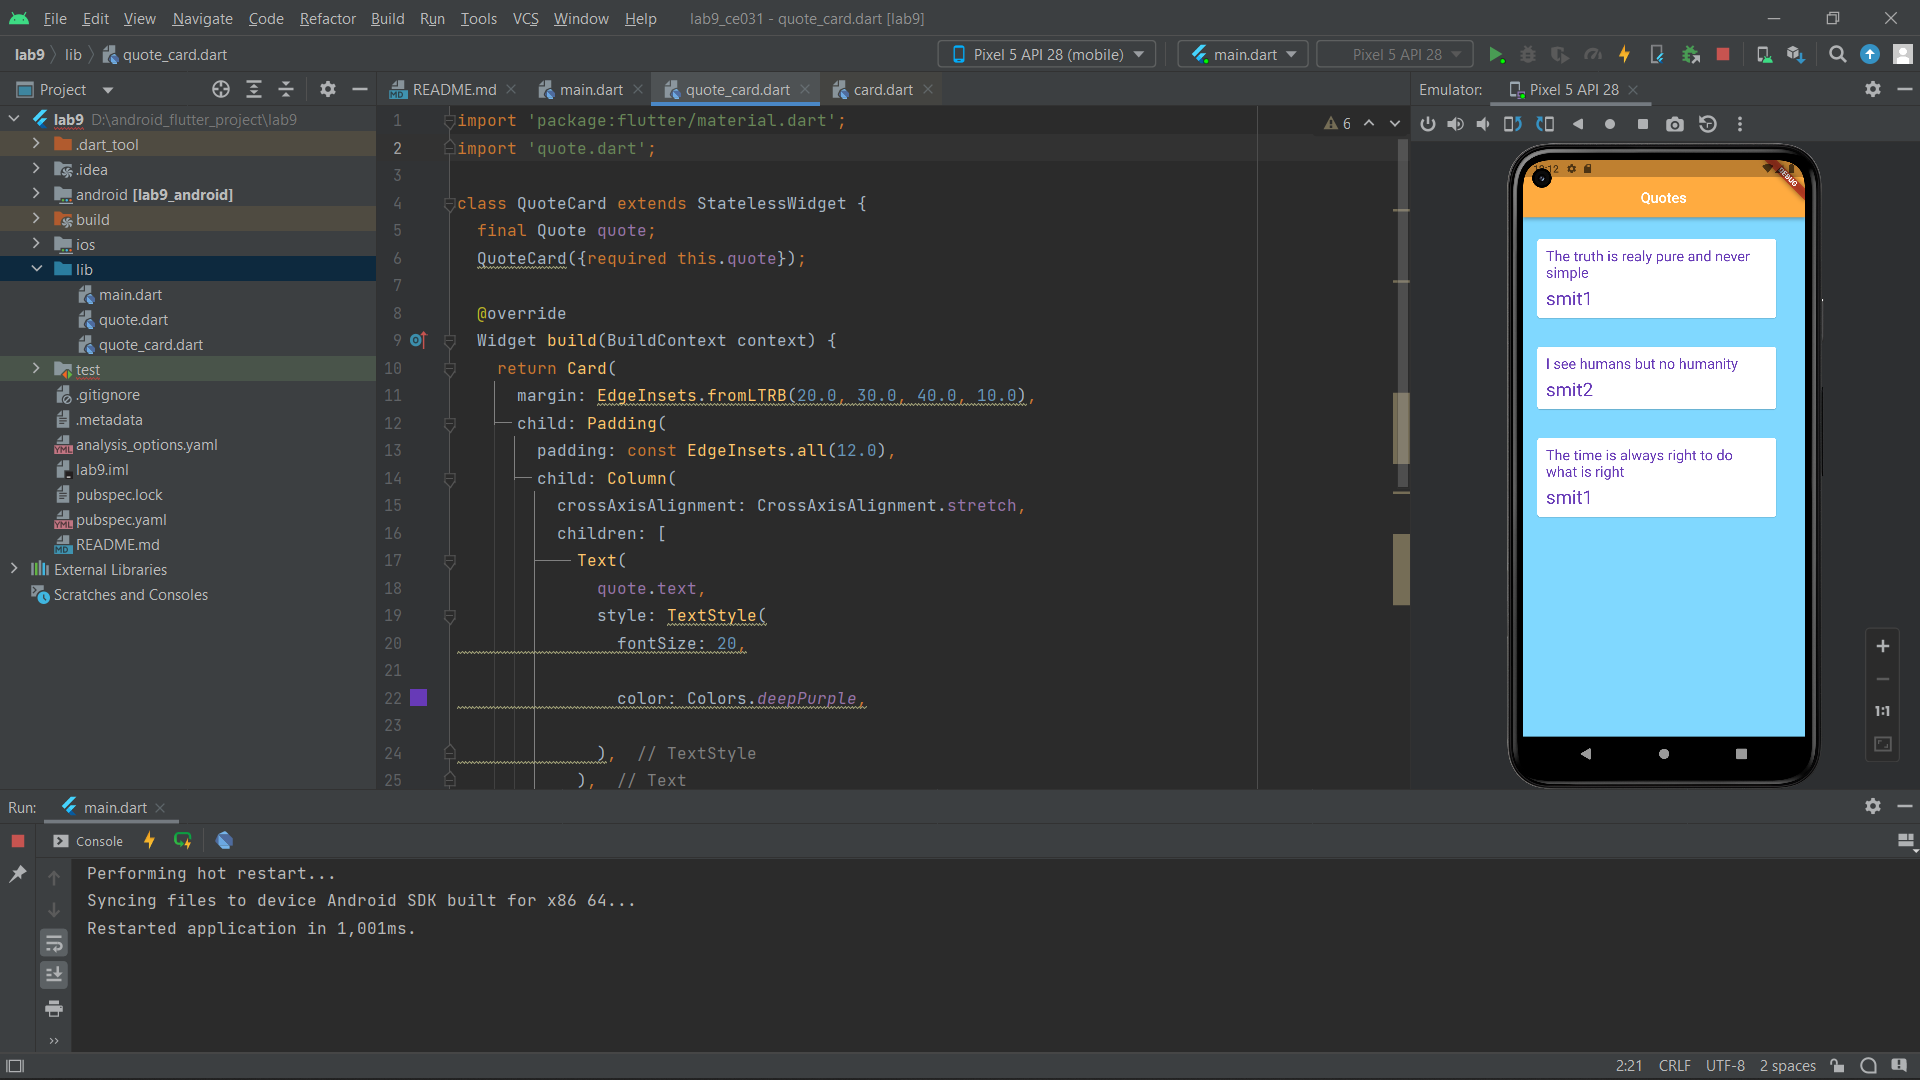 File Edit View Navigate Code Refactor Build Run Tools VCS Window Help lab9_ce031 - quote_card.dart [lab9]
lab9 lib quote_card.dart Pixel 5 API 28 (mobile) main.dart Pixel 5 API 28
Project README.md main.dart quote_card.dart card.dart Emulator: Pixel 5 API 28
lab9 D:\android_flutter_project\lab9
.dart_tool
.idea
android [lab9_android]
build
ios
lib
main.dart
quote.dart
quote_card.dart
test
.gitignore
.metadata
analysis_options.yaml
lab9.iml
pubspec.lock
pubspec.yaml
README.md
External Libraries
Scratches and Consoles
6
1 import 'package:flutter/material.dart';
2 import 'quote.dart';
3
4 class QuoteCard extends StatelessWidget {
5 final Quote quote;
6 QuoteCard({required this.quote});
7
8 @override
9 Widget build(BuildContext context) {
10 return Card(
11 margin: EdgeInsets.fromLTRB(20.0, 30.0, 40.0, 10.0),
12 child: Padding(
13 padding: const EdgeInsets.all(12.0),
14 child: Column(
15 crossAxisAlignment: CrossAxisAlignment.stretch,
16 children: [
17 Text(
18 quote.text,
19 style: TextStyle(
20 fontSize: 20,
21
22 color: Colors.deepPurple,
23
24 ), // TextStyle
25 ), // Text
DEBUG
Quotes
The truth is realy pure and never
simple
smit1
I see humans but no humanity
smit2
The time is always right to do
what is right
smit1
1:1
Run: main.dart
Console
Performing hot restart...
Syncing files to device Android SDK built for x86 64...
Restarted application in 1,001ms.
2:21 CRLF UTF-8 2 spaces